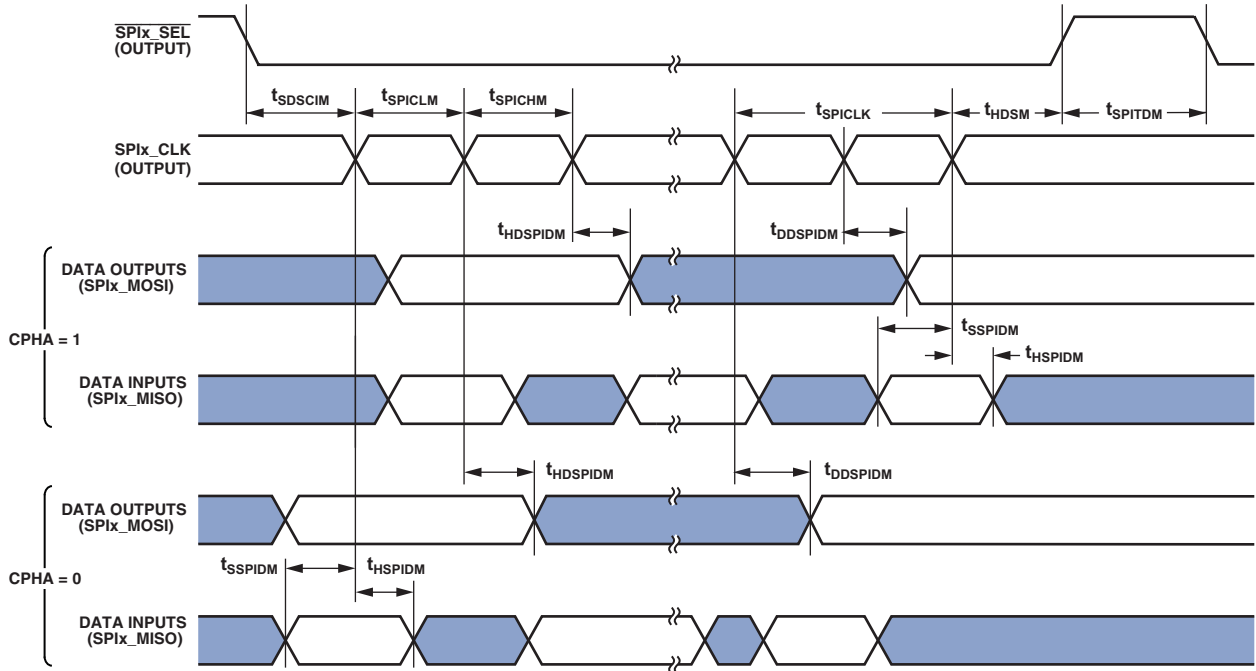 SPIx_SEL
(OUTPUT)
tSDSCIM tSPICLM tSPICHM tSPICLK tHDSM tSPITDM
SPIx_CLK
(OUTPUT)
tHDSPIDM tDDSPIDM
CPHA = 1
DATA OUTPUTS
(SPIx_MOSI)
tSSPIDM
tHSPIDM
DATA INPUTS
(SPIx_MISO)
tHDSPIDM tDDSPIDM
CPHA = 0
DATA OUTPUTS
(SPIx_MOSI)
tSSPIDM tHSPIDM
DATA INPUTS
(SPIx_MISO)